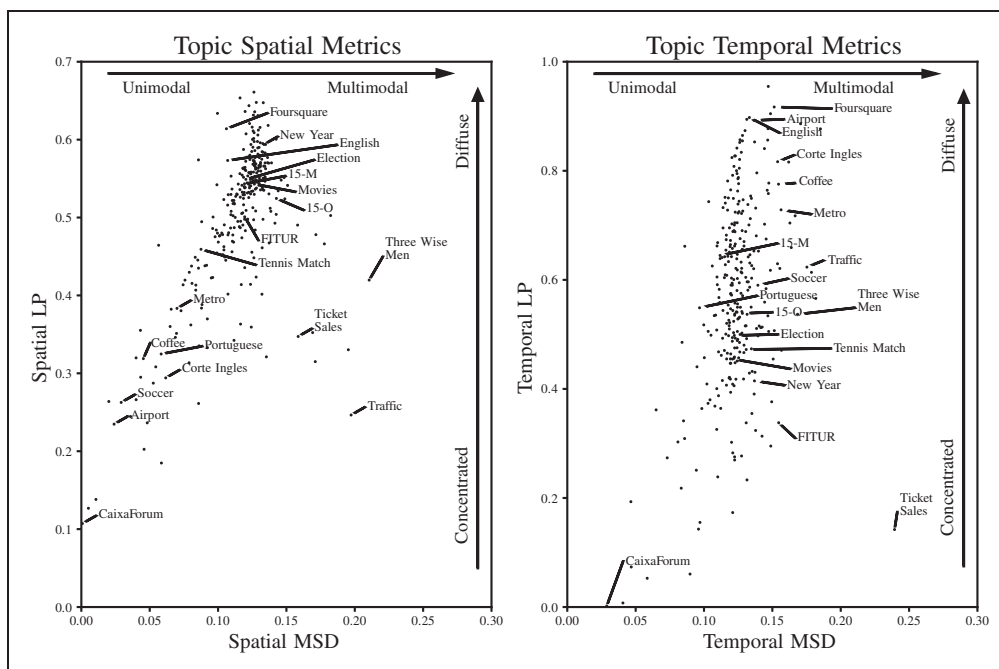 Topic Spatial Metrics
Unimodal
Multimodal
Diffuse
Concentrated
0.7
0.6
0.5
0.4
0.3
0.2
0.1
0.0
Spatial LP
Foursquare
New Year
English
Election
15-M
Movies
15-O
FITUR
Three Wise
Men
Tennis Match
Metro
Ticket
Sales
Coffee
Portuguese
Corte Ingles
Soccer
Traffic
Airport
CaixaForum
0.00
0.05
0.10
0.15
0.20
0.25
0.30
Spatial MSD
Topic Temporal Metrics
Unimodal
Multimodal
Diffuse
Concentrated
1.0
0.8
0.6
0.4
0.2
0.0
Temporal LP
Foursquare
Airport
English
Corte Ingles
Coffee
Metro
15-M
Traffic
Soccer
Portuguese
Three Wise
Men
15-O
Election
Tennis Match
Movies
New Year
FITUR
Ticket
Sales
CaixaForum
0.00
0.05
0.10
0.15
0.20
0.25
0.30
Temporal MSD